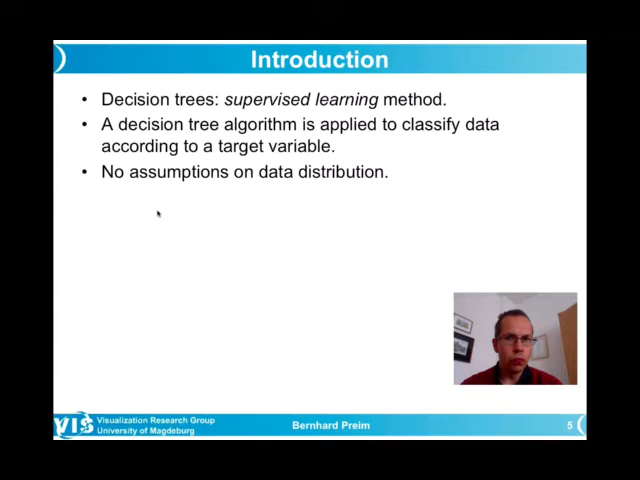 Introduction
• Decision trees: supervised learning method.
• A decision tree algorithm is applied to classify data
according to a target variable.
• No assumptions on data distribution.
VIS
Visualization Research Group
University of Magdeburg
Bernhard Preim
5